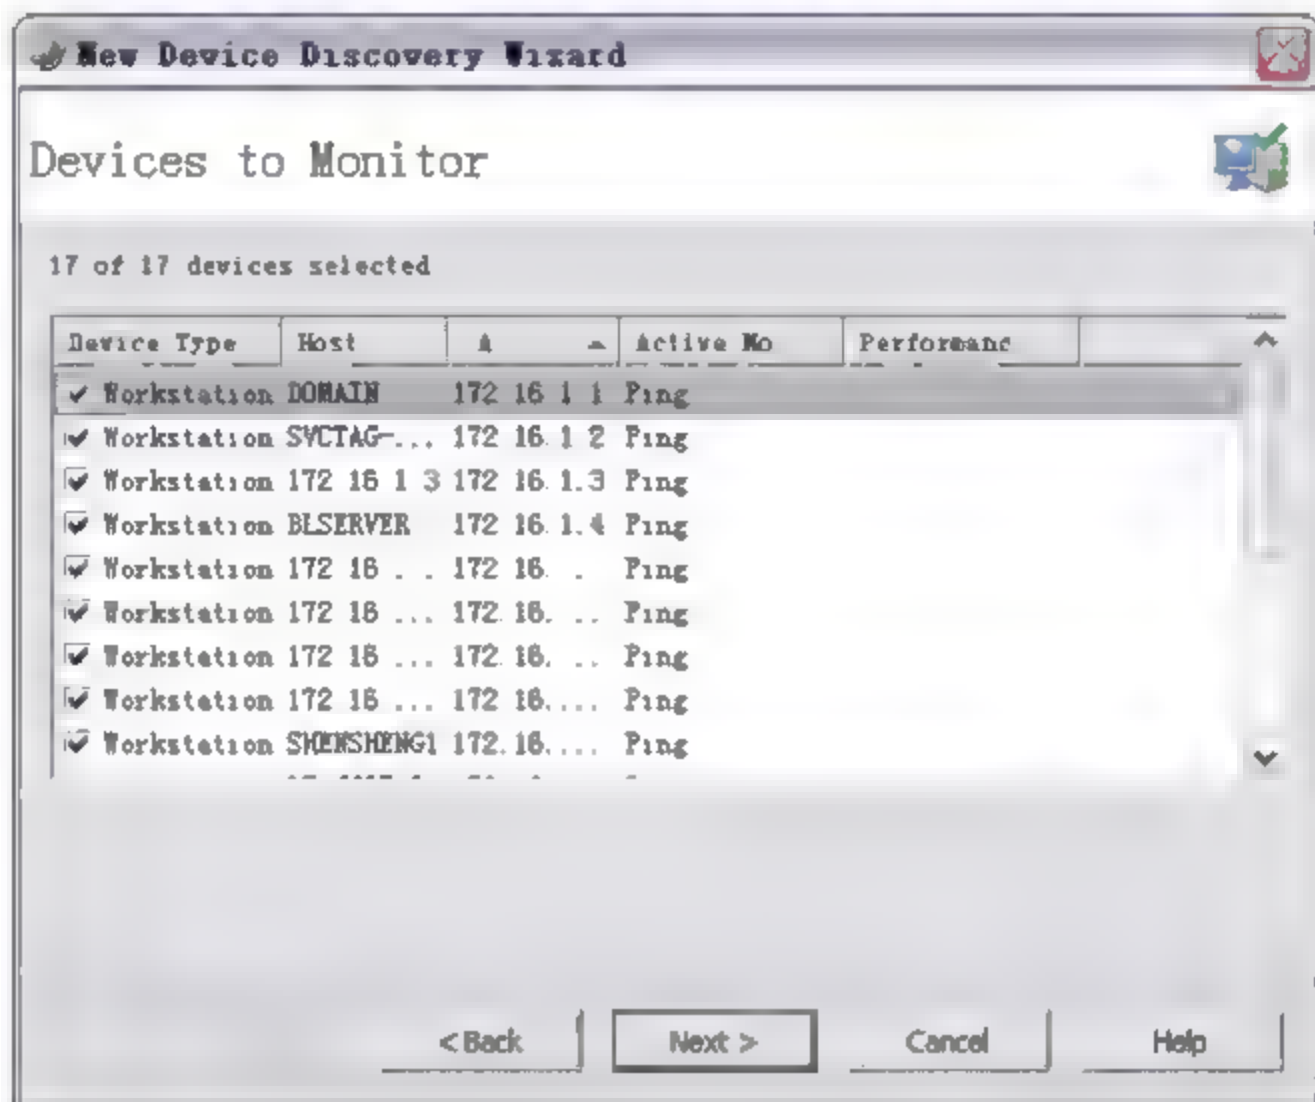 New Device Discovery Wizard
Devices to Monitor
17 of 17 devices selected
Device Type Host A Active Mo Performanc
Workstation DOMAIN 172 16 1 1 Ping
Workstation SVCTAG-... 172 16.1 2 Ping
Workstation 172 16 1 3 172 16.1.3 Ping
Workstation BLSERVER 172 16.1.4 Ping
Workstation 172 16 . . 172 16. . Ping
Workstation 172 16 ... 172.16. .. Ping
Workstation 172 16 ... 172.16. .. Ping
Workstation 172 16 ... 172 16.... Ping
Workstation 172.16.... Ping
< Back Next > Cancel Help